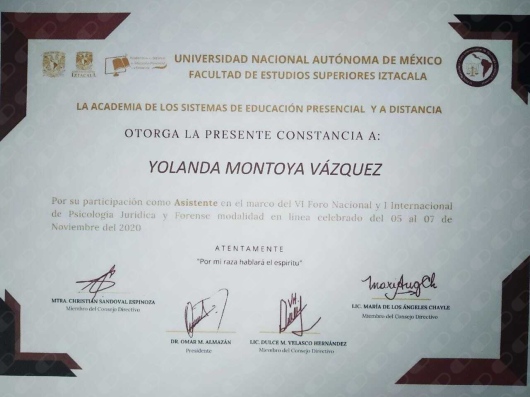 UNIVERSIDAD NACIONAL AUTÓNOMA DE MÉXICO
FACULTAD DE ESTUDIOS SUPERIORES IZTACALA
IZTACALA
LA ACADEMIA DE LOS SISTEMAS DE EDUCACIÓN PRESENCIAL Y A DISTANCIA
OTORGA LA PRESENTE CONSTANCIA A:
YOLANDA MONTOYA VÁZQUEZ
Por su participación como Asistente en el marco del VI Foro Nacional y I Internacional
de Psicología Jurídica y Forense modalidad en línea celebrado del 05 al 07 de
Noviembre del 2020
ATENTAMENTE
"Por mi raza hablará el espíritu"
MTRA. CHRISTIAN SANDOVAL ESPINOZA
Miembro del Consejo Directivo
DR. OMAR M. ALMAZÁN
Presidente
LIC. DULCE M. VELASCO HERNÁNDEZ
Miembro del Consejo Directivo
LIC. MARÍA DE LOS ÁNGELES CHAYLE
Miembro del Consejo Directivo